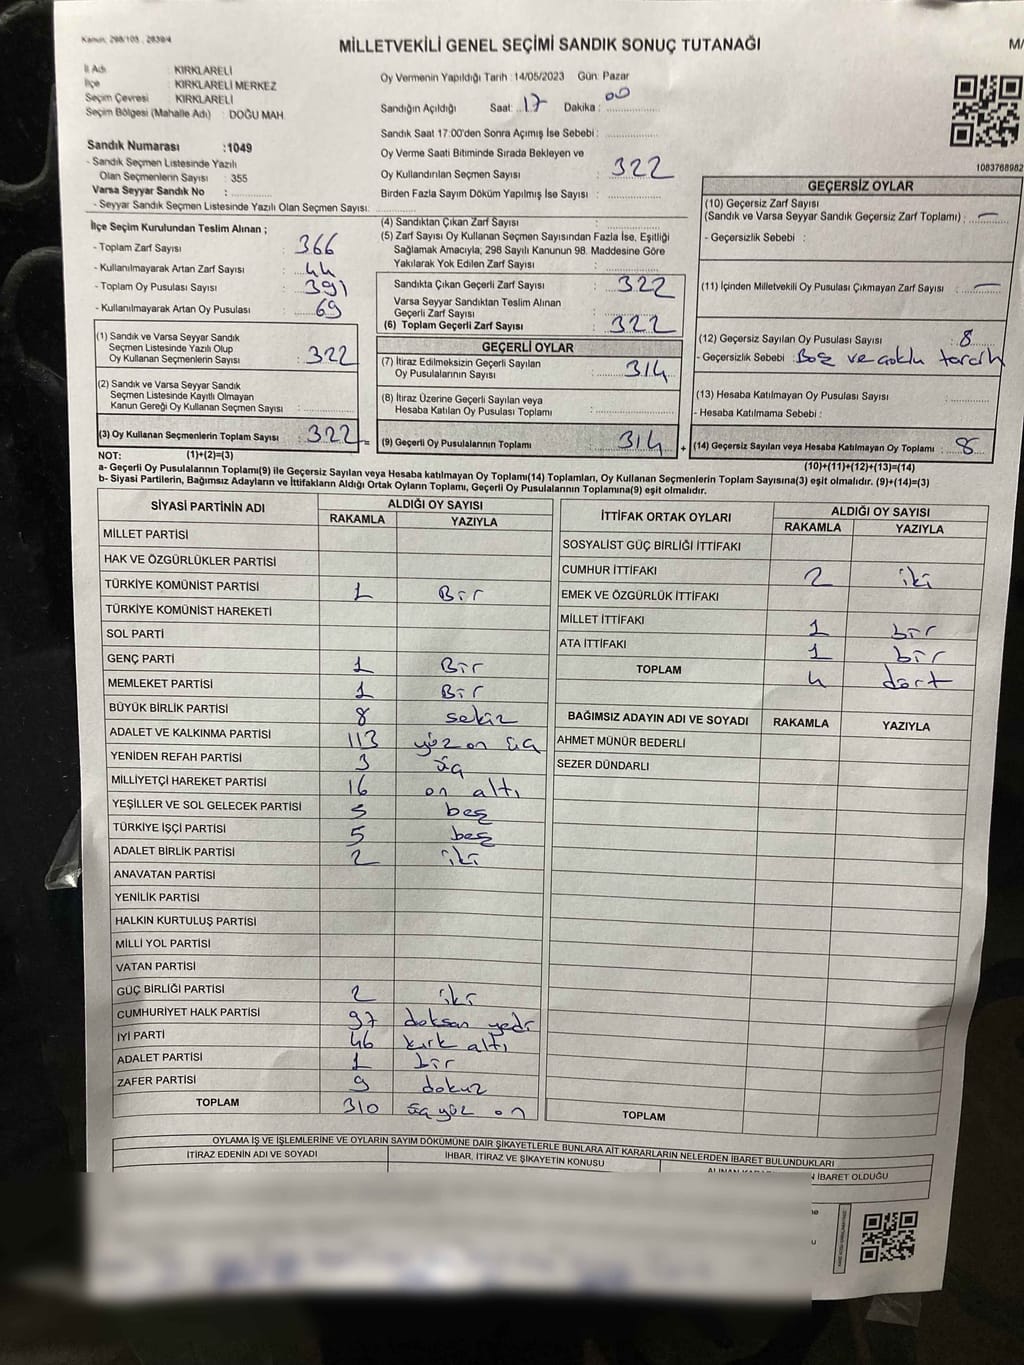 Kanun: 298/105 , 2839/4
MİLLETVEKİLİ GENEL SEÇİMİ SANDIK SONUÇ TUTANAĞI
M/
İl Adı : KIRKLARELİ
İlçe : KIRKLARELİ MERKEZ
Seçim Çevresi : KIRKLARELİ
Seçim Bölgesi (Mahalle Adı) : DOĞU MAH.
Sandık Numarası :1049
- Sandık Seçmen Listesinde Yazılı
Olan Seçmenlerin Sayısı : 355
Varsa Seyyar Sandık No :
- Seyyar Sandık Seçmen Listesinde Yazılı Olan Seçmen Sayısı:
Oy Vermenin Yapıldığı Tarih : 14/05/2023 Gün: Pazar
Sandığın Açıldığı Saat: 17 Dakika : 00
Sandık Saat 17:00'den Sonra Açılmış İse Sebebi :
Oy Verme Saati Bitiminde Sırada Bekleyen ve
Oy Kullandırılan Seçmen Sayısı : 322
Birden Fazla Sayım Döküm Yapılmış İse Sayısı :
1083768982
İlçe Seçim Kurulundan Teslim Alınan ;
- Toplam Zarf Sayısı : 366
- Kullanılmayarak Artan Zarf Sayısı : 44
- Toplam Oy Pusulası Sayısı : 391
- Kullanılmayarak Artan Oy Pusulası : 69
(1) Sandık ve Varsa Seyyar Sandık
Seçmen Listesinde Yazılı Olup
Oy Kullanan Seçmenlerin Sayısı : 322
(2) Sandık ve Varsa Seyyar Sandık
Seçmen Listesinde Kayıtlı Olmayan
Kanun Gereği Oy Kullanan Seçmen Sayısı :
(3) Oy Kullanan Seçmenlerin Toplam Sayısı : 322 =
(4) Sandıktan Çıkan Zarf Sayısı :
(5) Zarf Sayısı Oy Kullanan Seçmen Sayısından Fazla İse, Eşitliği
Sağlamak Amacıyla; 298 Sayılı Kanunun 98. Maddesine Göre
Yakılarak Yok Edilen Zarf Sayısı :
Sandıkta Çıkan Geçerli Zarf Sayısı : 322
Varsa Seyyar Sandıktan Teslim Alınan
Geçerli Zarf Sayısı :
(6) Toplam Geçerli Zarf Sayısı : 322
GEÇERLİ OYLAR
(7) İtiraz Edilmeksizin Geçerli Sayılan
Oy Pusulalarının Sayısı : 314
(8) İtiraz Üzerine Geçerli Sayılan veya
Hesaba Katılan Oy Pusulası Toplamı :
(9) Geçerli Oy Pusulalarının Toplamı : 314 +
GEÇERSİZ OYLAR
(10) Geçersiz Zarf Sayısı
(Sandık ve Varsa Seyyar Sandık Geçersiz Zarf Toplamı) : —
- Geçersizlik Sebebi :
(11) İçinden Milletvekili Oy Pusulası Çıkmayan Zarf Sayısı : —
(12) Geçersiz Sayılan Oy Pusulası Sayısı : 8
- Geçersizlik Sebebi : Boş ve çoklu tercih
(13) Hesaba Katılmayan Oy Pusulası Sayısı :
- Hesaba Katılmama Sebebi :
(14) Geçersiz Sayılan veya Hesaba Katılmayan Oy Toplamı : 8
NOT: (1)+(2)=(3)
(10)+(11)+(12)+(13)=(14)
a- Geçerli Oy Pusulalarının Toplamı(9) ile Geçersiz Sayılan veya Hesaba katılmayan Oy Toplamı(14) Toplamları, Oy Kullanan Seçmenlerin Toplam Sayısına(3) eşit olmalıdır. (9)+(14)=(3)
b- Siyasi Partilerin, Bağımsız Adayların ve İttifakların Aldığı Ortak Oyların Toplamı, Geçerli Oy Pusulalarının Toplamına(9) eşit olmalıdır.
SİYASİ PARTİNİN ADI ALDIĞI OY SAYISI
RAKAMLA YAZIYLA
MİLLET PARTİSİ
HAK VE ÖZGÜRLÜKLER PARTİSİ
TÜRKİYE KOMÜNİST PARTİSİ 1 Bir
TÜRKİYE KOMÜNİST HAREKETİ
SOL PARTİ
GENÇ PARTİ 1 Bir
MEMLEKET PARTİSİ 1 Bir
BÜYÜK BİRLİK PARTİSİ 8 sekiz
ADALET VE KALKINMA PARTİSİ 113 yüz on üç
YENİDEN REFAH PARTİSİ 3 üç
MİLLİYETÇİ HAREKET PARTİSİ 16 on altı
YEŞİLLER VE SOL GELECEK PARTİSİ 5 beş
TÜRKİYE İŞÇİ PARTİSİ 5 beş
ADALET BİRLİK PARTİSİ 2 iki
ANAVATAN PARTİSİ
YENİLİK PARTİSİ
HALKIN KURTULUŞ PARTİSİ
MİLLİ YOL PARTİSİ
VATAN PARTİSİ
GÜÇ BİRLİĞİ PARTİSİ 2 iki
CUMHURİYET HALK PARTİSİ 97 doksan yedi
İYİ PARTİ 46 kırk altı
ADALET PARTİSİ 1 bir
ZAFER PARTİSİ 9 dokuz
TOPLAM 310 üç yüz on
İTTİFAK ORTAK OYLARI ALDIĞI OY SAYISI
RAKAMLA YAZIYLA
SOSYALİST GÜÇ BİRLİĞİ İTTİFAKI
CUMHUR İTTİFAKI 2 iki
EMEK VE ÖZGÜRLÜK İTTİFAKI
MİLLET İTTİFAKI 1 bir
ATA İTTİFAKI 1 bir
TOPLAM 4 dört
BAĞIMSIZ ADAYIN ADI VE SOYADI RAKAMLA YAZIYLA
AHMET MÜNÜR BEDERLİ
SEZER DÜNDARLI
TOPLAM
OYLAMA İŞ VE İŞLEMLERİNE VE OYLARIN SAYIM DÖKÜMÜNE DAİR ŞİKAYETLERLE BUNLARA AİT KARARLARIN NELERDEN İBARET BULUNDUKLARI
İTİRAZ EDENİN ADI VE SOYADI İHBAR, İTİRAZ VE ŞİKAYETİN KONUSU
İBARET OLDUĞU